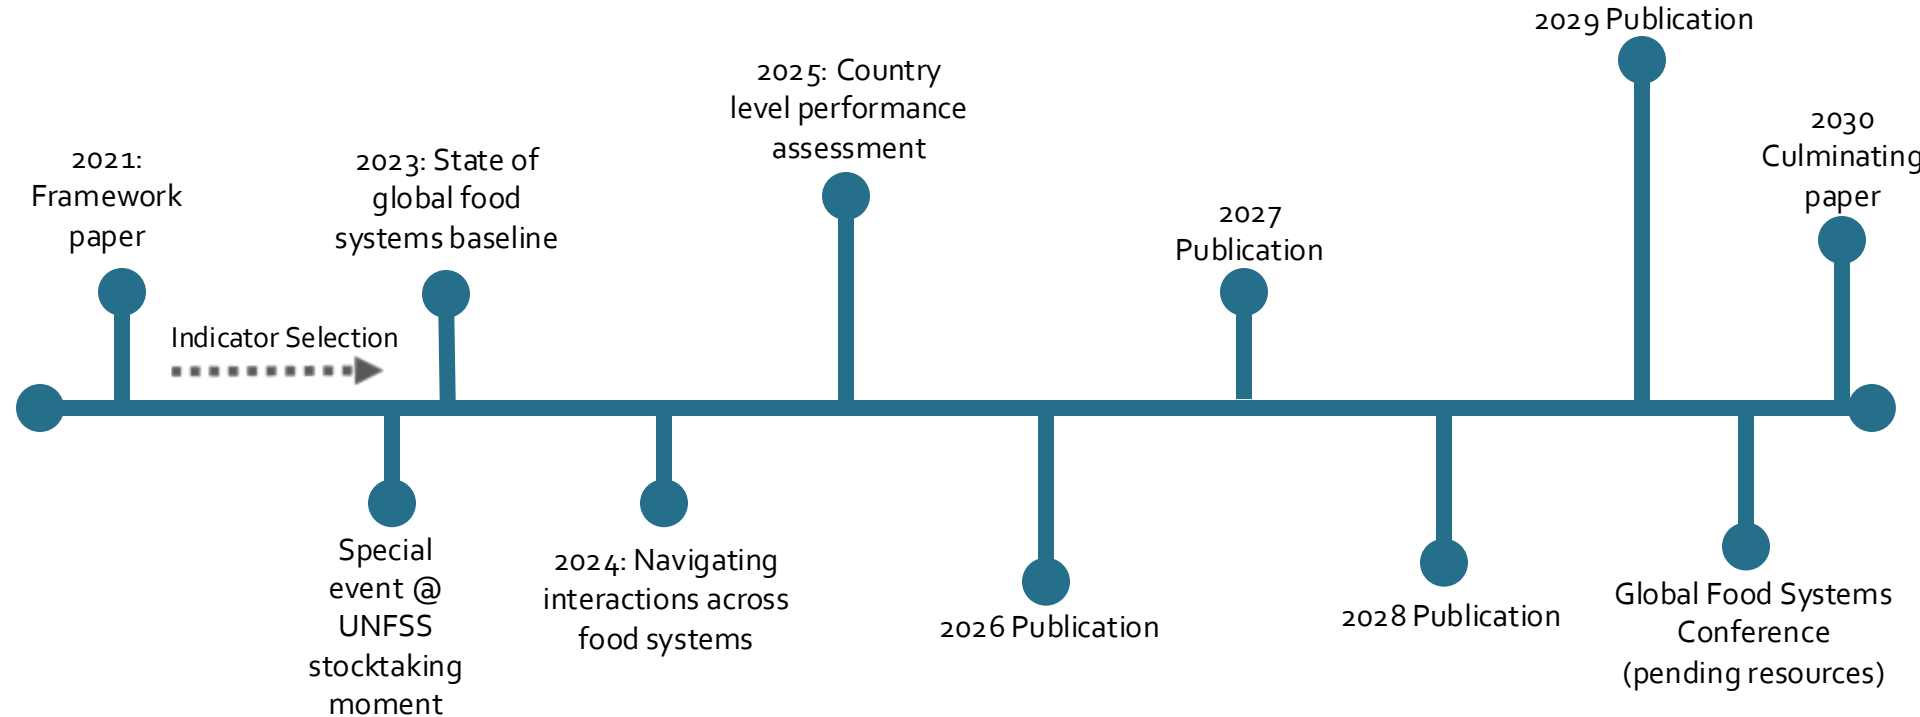 2029 Publication
2025: Country
level performance
assessment
2030
Culminating
paper
2021:
Framework
paper
2023: State of
global food
systems baseline
2027
Publication
Indicator Selection
Special
event @
UNFSS
stocktaking
moment
2024: Navigating
interactions across
food systems
2026 Publication
2028 Publication
Global Food Systems
Conference
(pending resources)